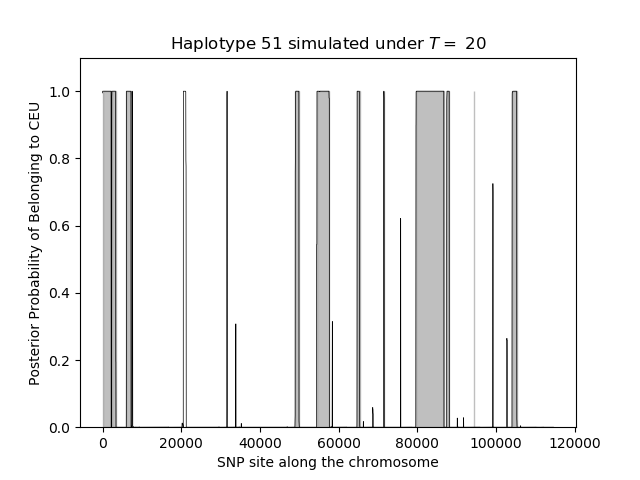 Haplotype 51 simulated under T = 20
Posterior Probability of Belonging to CEU
1.0
0.8
0.6
0.4
0.2
0.0
0 20000 40000 60000 80000 100000 120000
SNP site along the chromosome